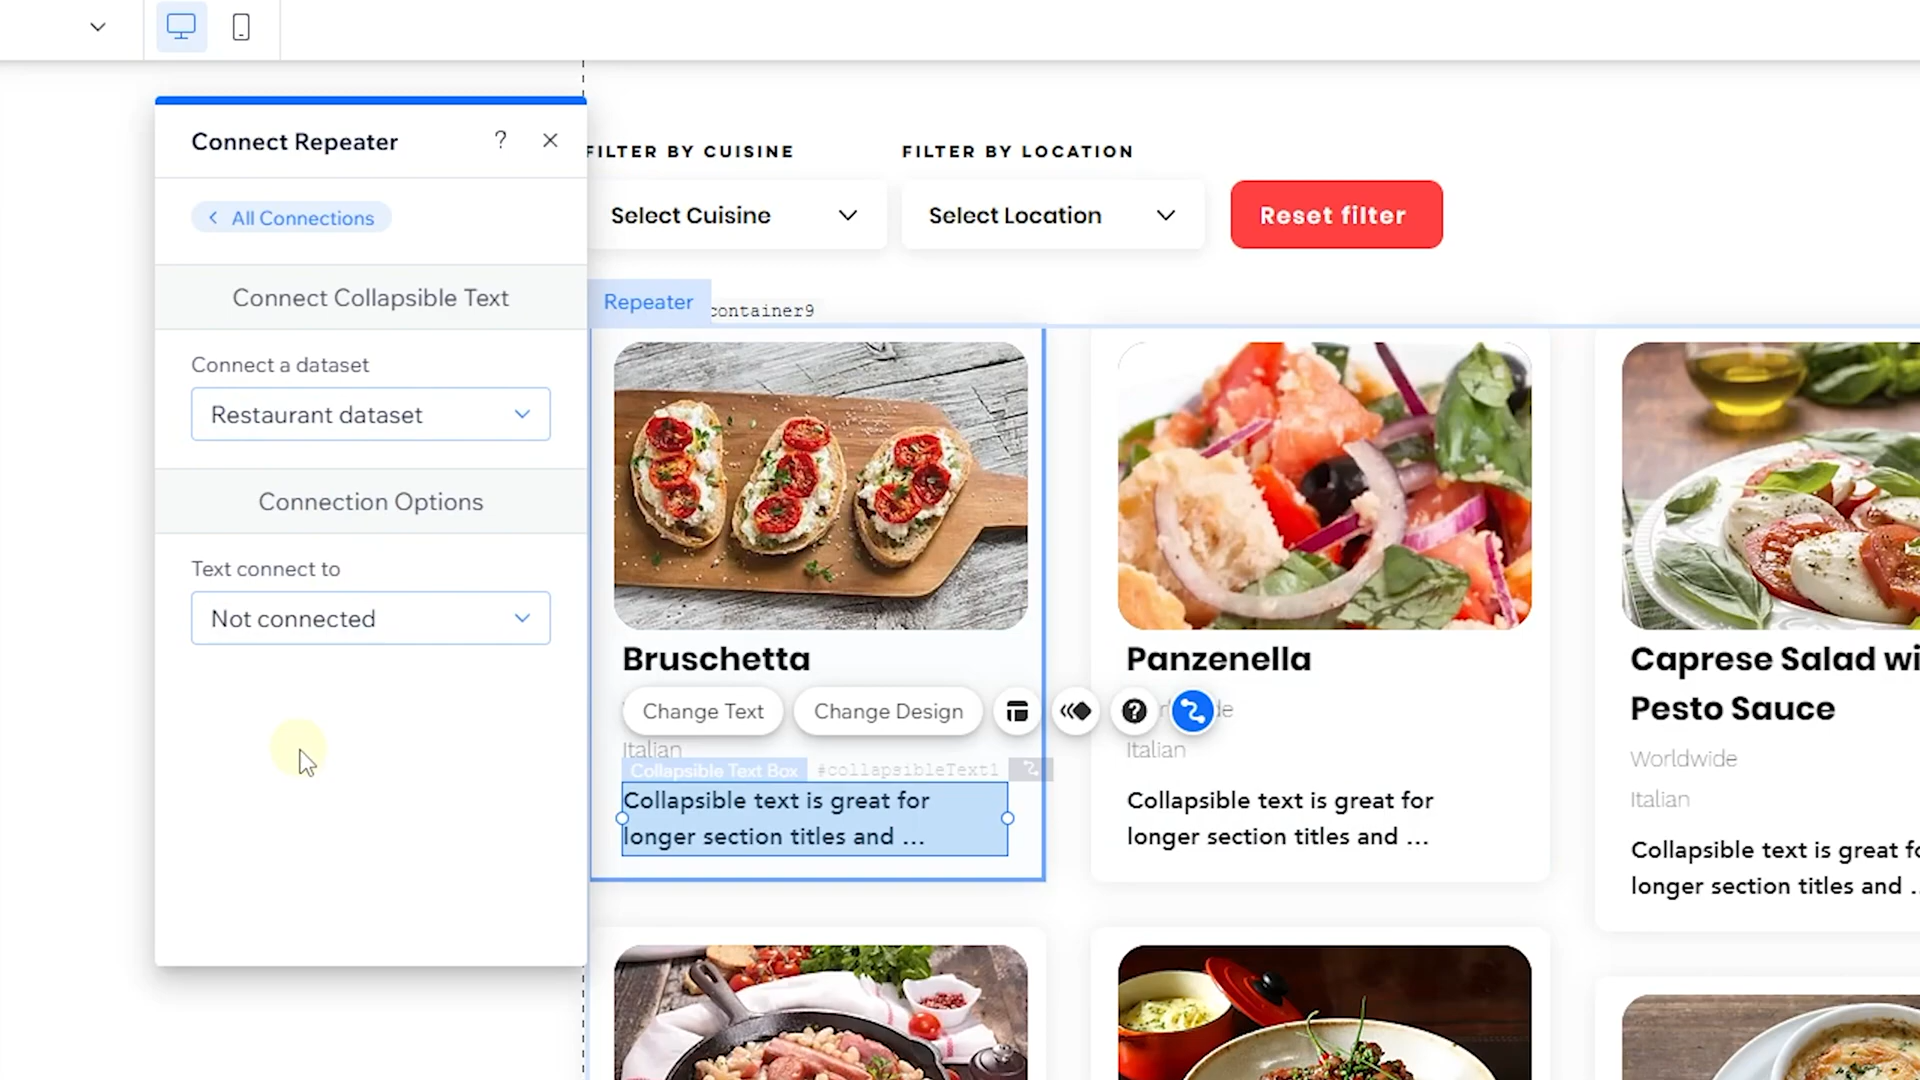 Connect Repeater ?
All Connections
Connect Collapsible Text
Connect a dataset
Restaurant dataset
Connection Options
Text connect to
Not connected
FILTER BY CUISINE
FILTER BY LOCATION
Select Cuisine
Select Location
Reset filter
Repeater
container9
Bruschetta
Change Text
Change Design
?
Italian
Collapsible Text Box #collapsibleText1
Collapsible text is great for
longer section titles and ...
Panzenella
Italian
Collapsible text is great for
longer section titles and ...
Caprese Salad wi
Pesto Sauce
Worldwide
Italian
Collapsible text is great fo
longer section titles and .